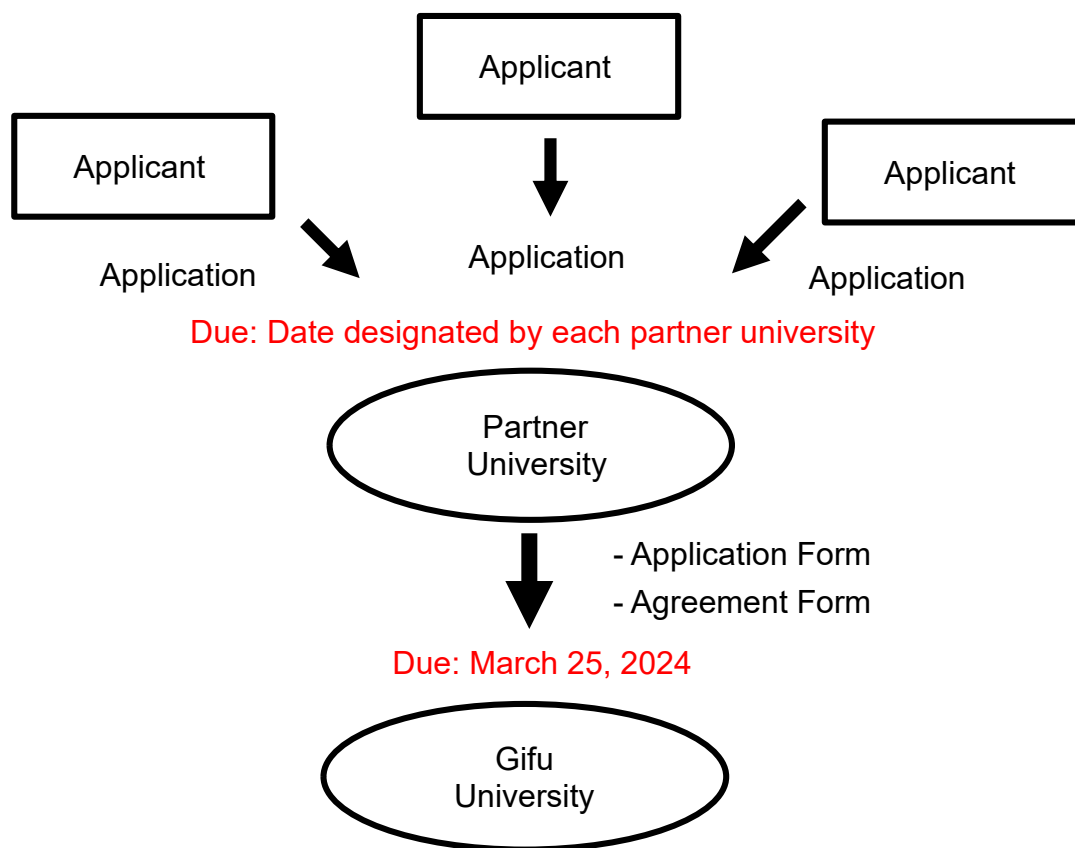 Applicant
Applicant
Applicant
Application
Application
Application
Due: Date designated by each partner university
Partner
University
- Application Form
- Agreement Form
Due: March 25, 2024
Gifu
University